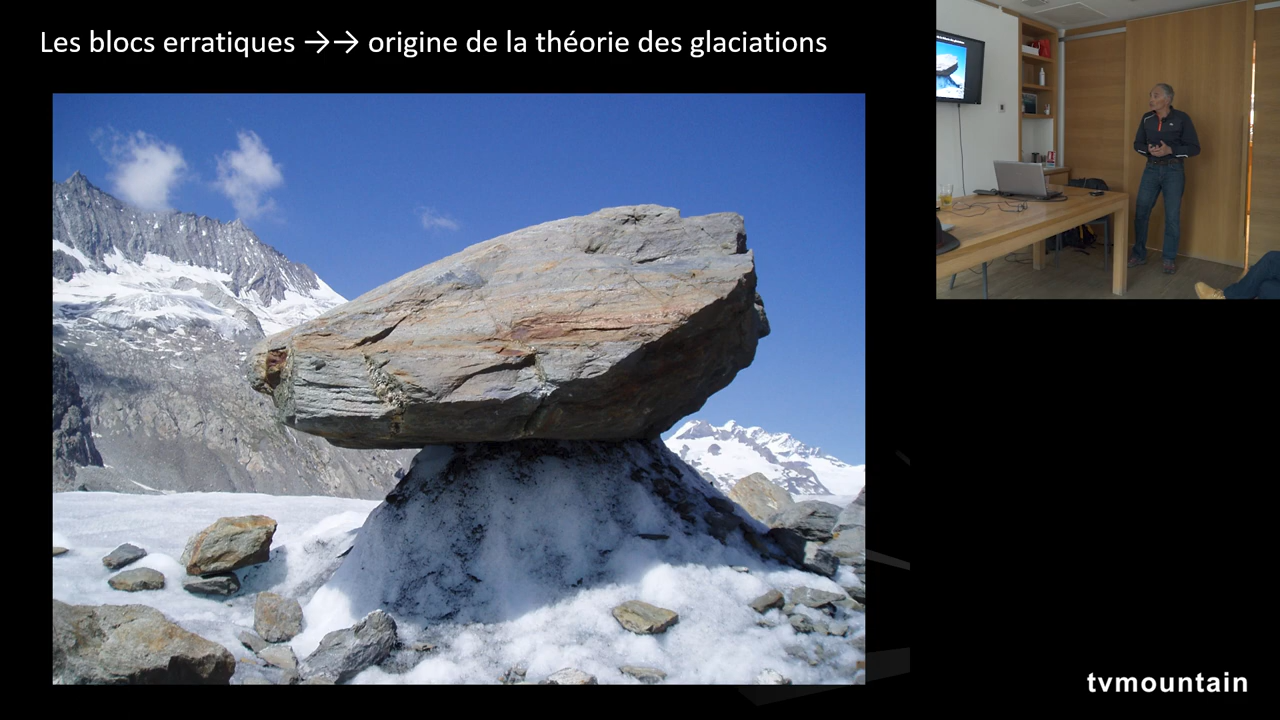 Les blocs erratiques →→ origine de la théorie des glaciations
tvmountain